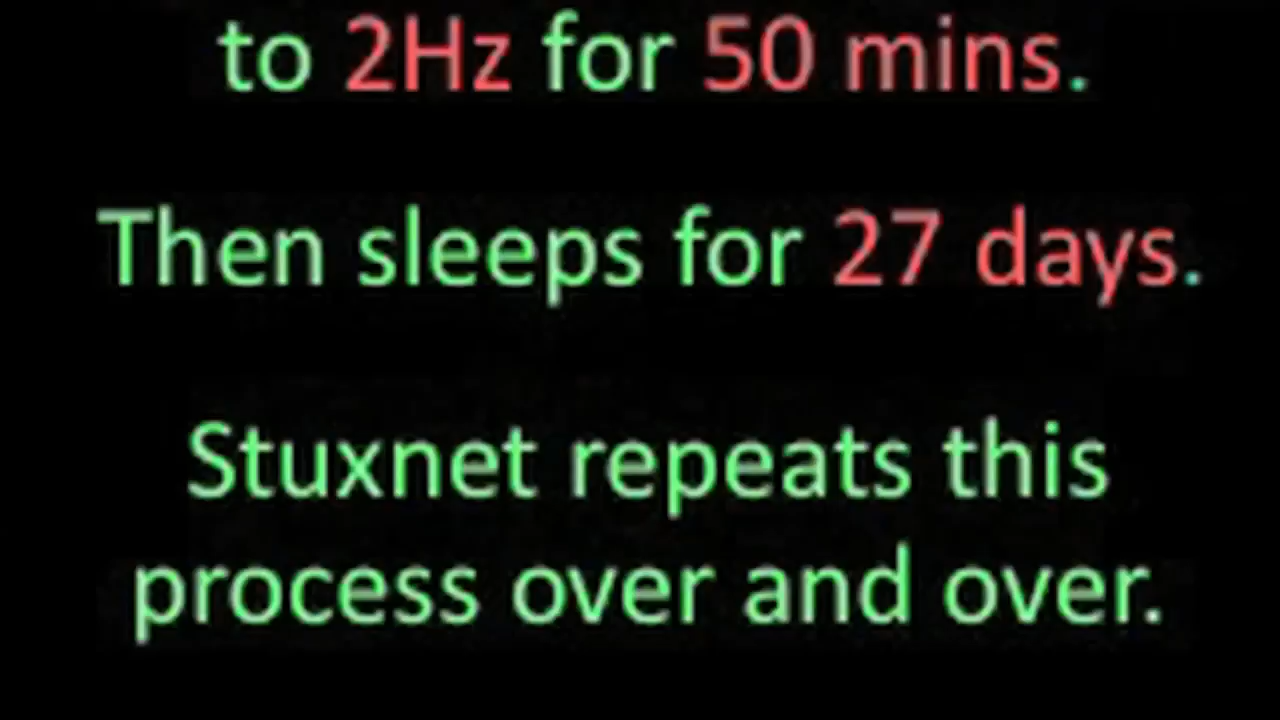 to 2Hz for 50 mins.
Then sleeps for 27 days.
Stuxnet repeats this
process over and over.